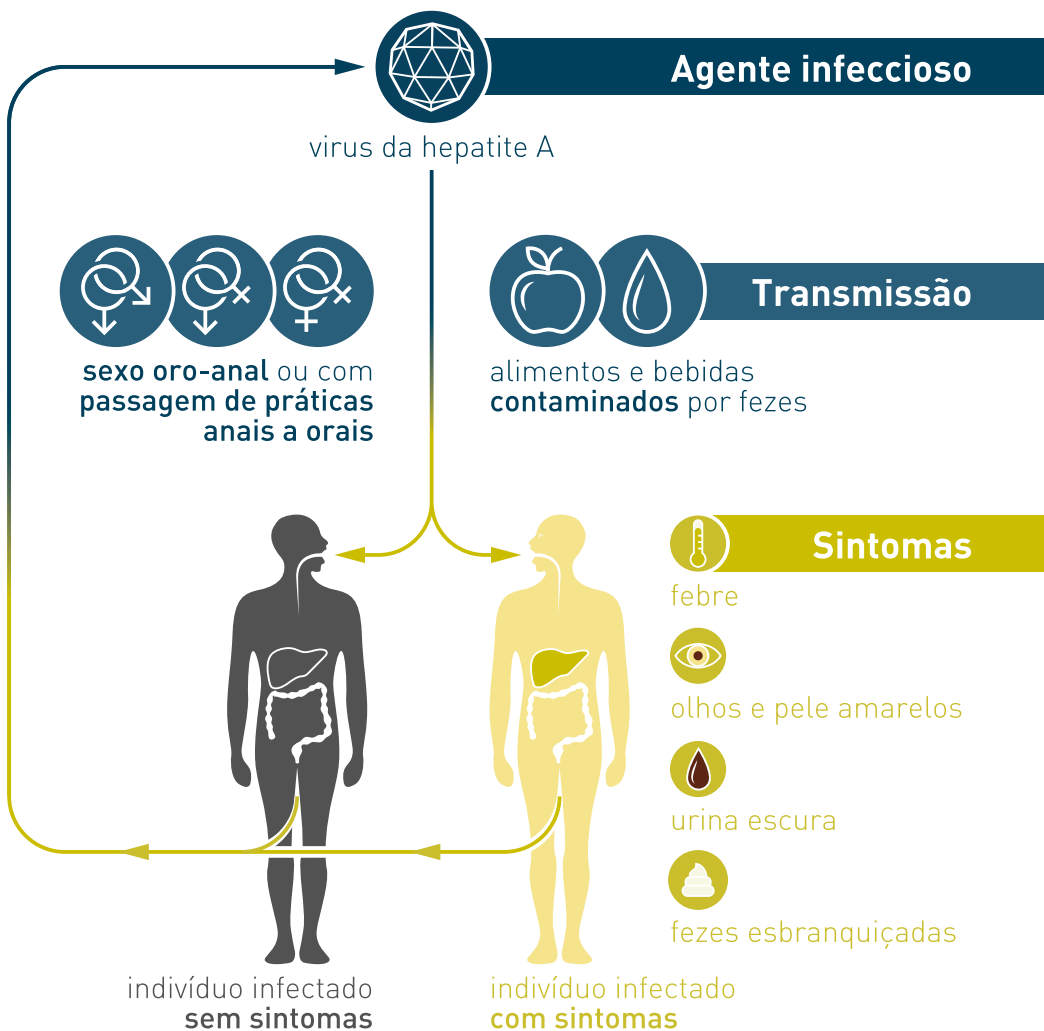 Agente infeccioso
virus da hepatite A
Transmissão
sexo oro-anal ou com
passagem de práticas
anais a orais
alimentos e bebidas
contaminados por fezes
Sintomas
febre
olhos e pele amarelos
urina escura
fezes esbranquiçadas
indivíduo infectado
sem sintomas
indivíduo infectado
com sintomas